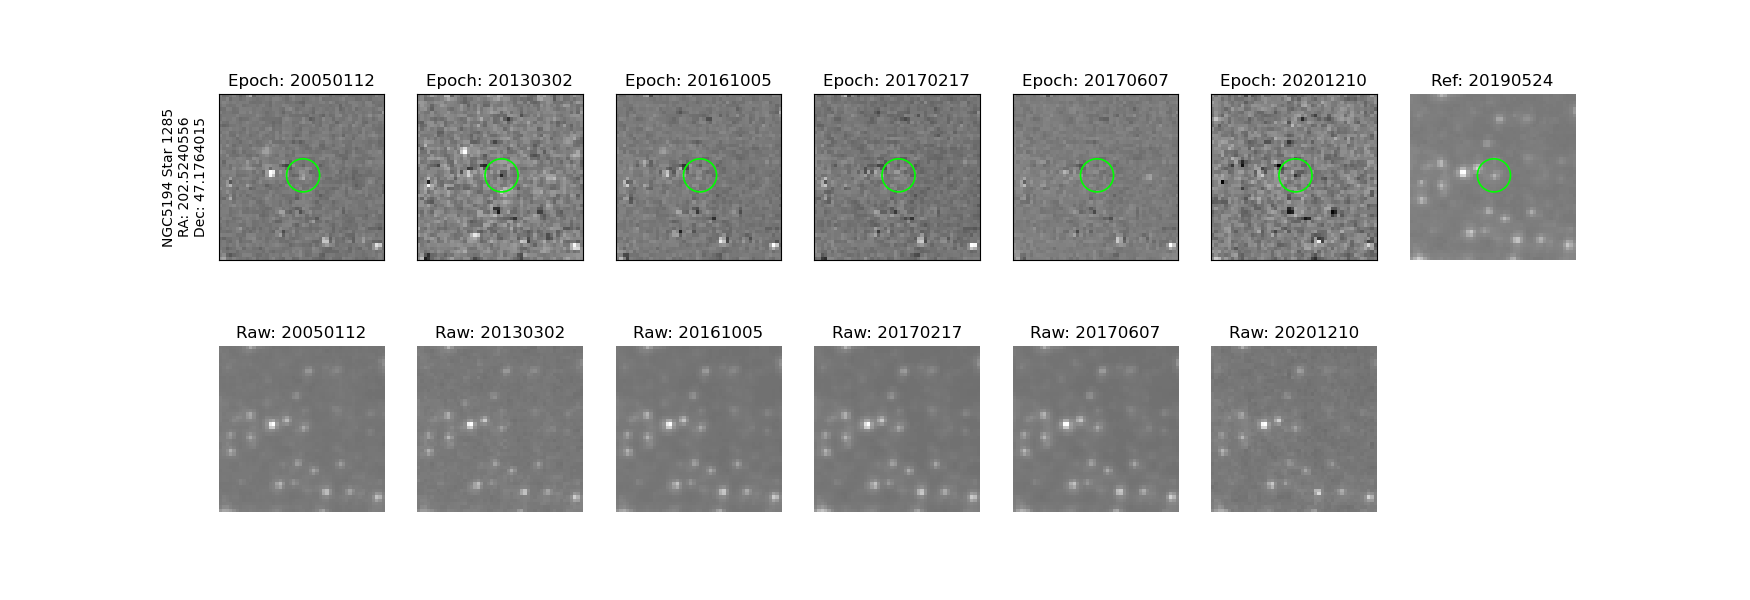 NGC5194 Star 1285
RA: 202.5240556
Dec: 47.1764015
Epoch: 20050112
Epoch: 20130302
Epoch: 20161005
Epoch: 20170217
Epoch: 20170607
Epoch: 20201210
Ref: 20190524
Raw: 20050112
Raw: 20130302
Raw: 20161005
Raw: 20170217
Raw: 20170607
Raw: 20201210